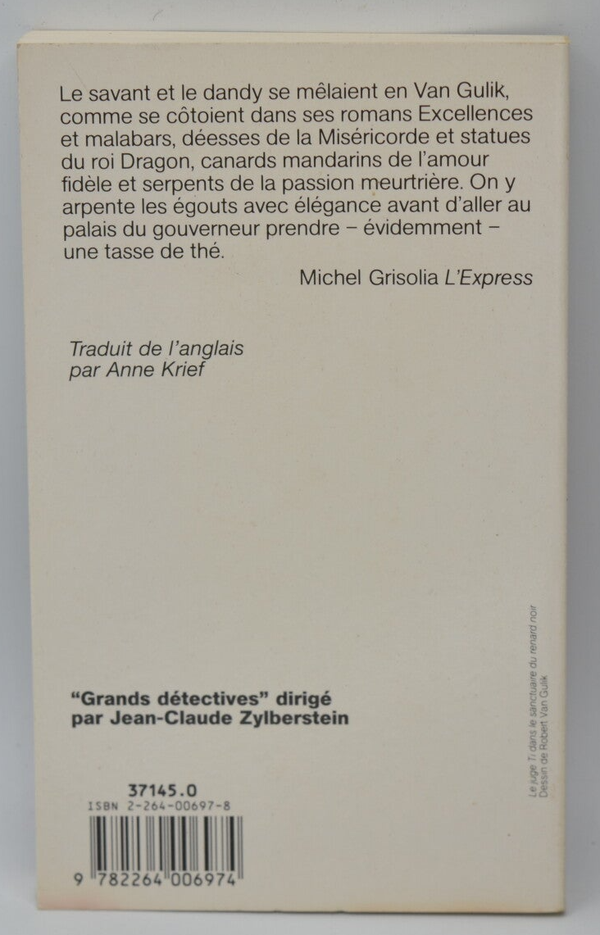 Le savant et le dandy se mêlaient en Van Gulik,
comme se côtoient dans ses romans Excellences
et malabars, déesses de la Miséricorde et statues
du roi Dragon, canards mandarins de l'amour
fidèle et serpents de la passion meurtrière. On y
arpente les égouts avec élégance avant d'aller au
palais du gouverneur prendre – évidemment –
une tasse de thé.
Michel Grisolia L'Express
Traduit de l'anglais
par Anne Krief
"Grands détectives" dirigé
par Jean-Claude Zylberstein
Le juge Ti dans le sanctuaire du renard noir
Dessin de Robert Van Gulik
37145.0
ISBN 2-264-00697-8
9 782264 006974